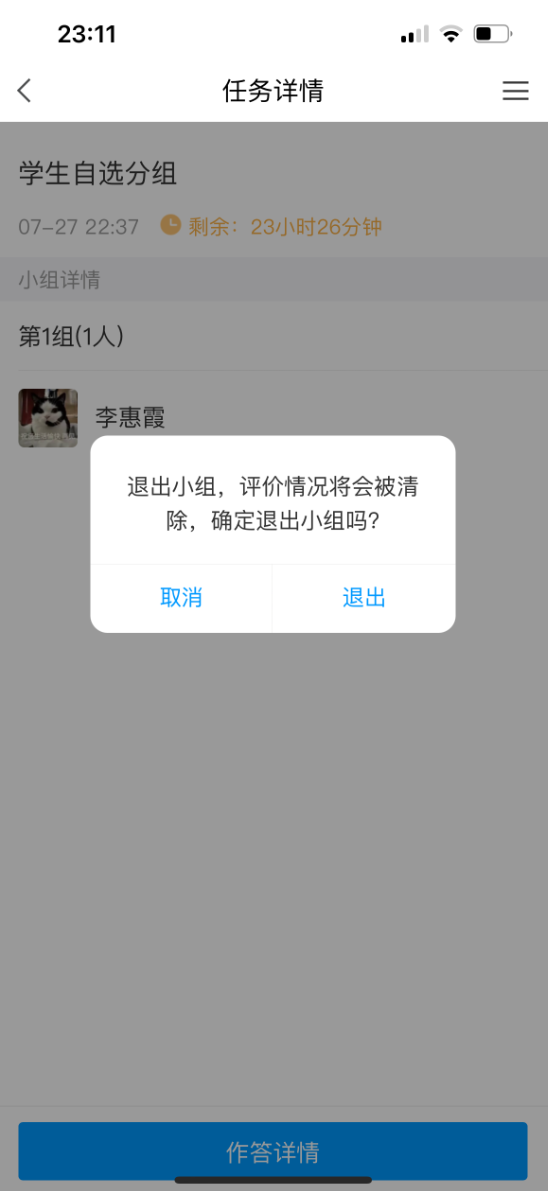 23:11
任务详情
学生自选分组
07-27 22:37 剩余：23小时26分钟
小组详情
第1组(1人)
李惠霞
退出小组，评价情况将会被清
除，确定退出小组吗?
取消 退出
作答详情